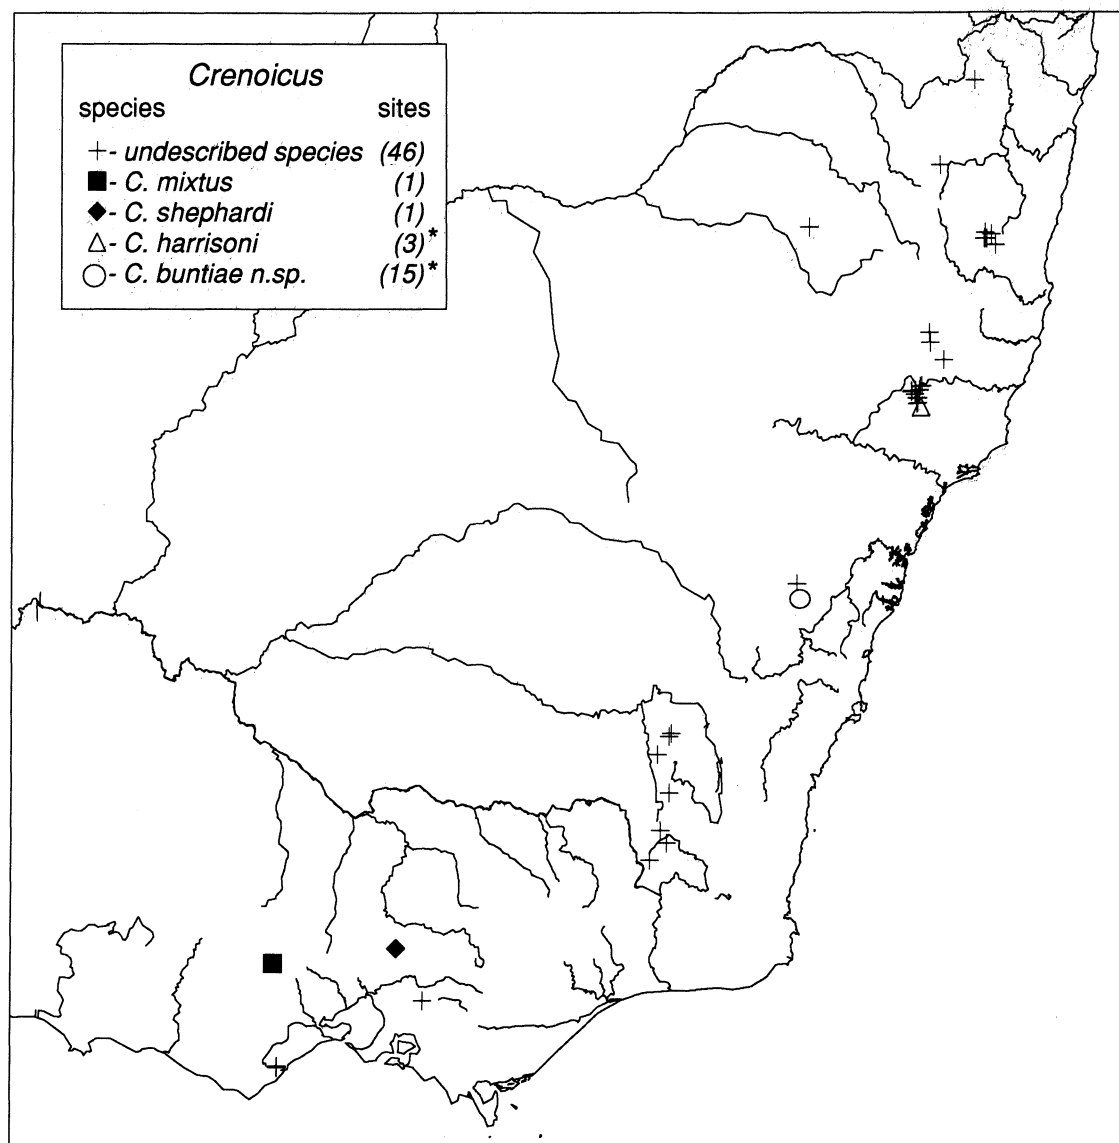 Crenoicus
species sites
+ - undescribed species (46)
■ - C. mixtus (1)
◆ - C. shephardi (1)
△ - C. harrisoni (3)*
○ - C. buntiae n.sp. (15)*